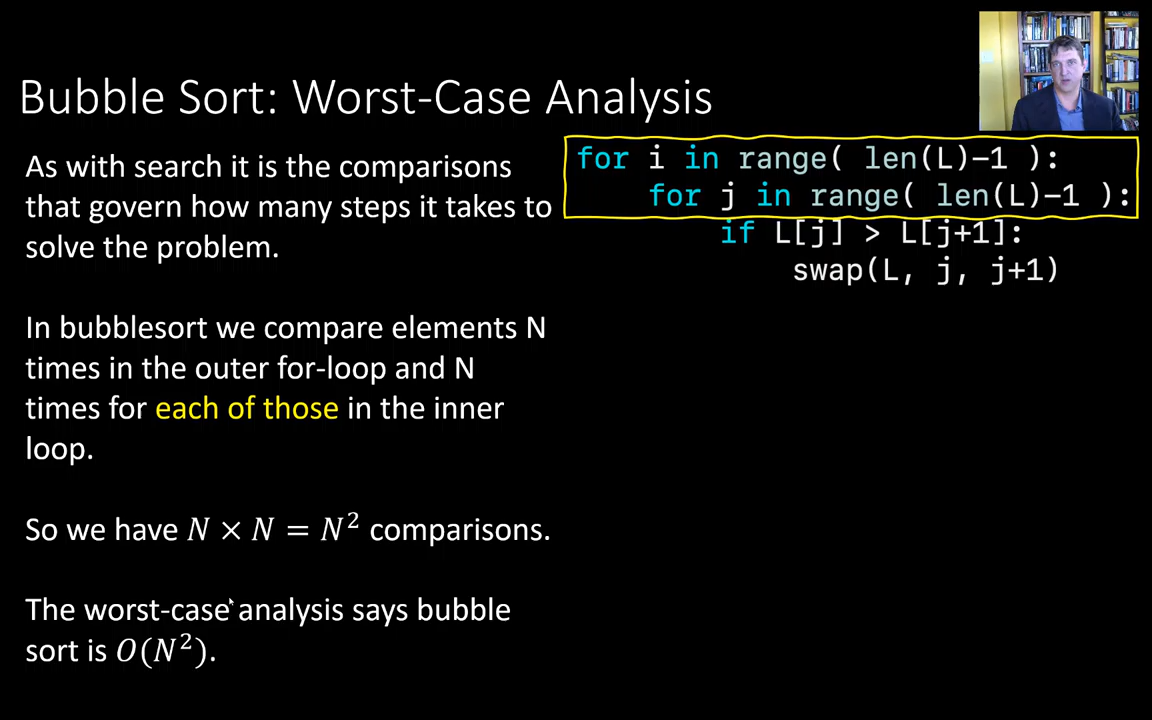 Bubble Sort: Worst-Case Analysis
As with search it is the comparisons
that govern how many steps it takes to
solve the problem.
In bubblesort we compare elements N
times in the outer for-loop and N
times for each of those in the inner
loop.
So we have N × N = N² comparisons.
The worst-case analysis says bubble
sort is O(N²).
for i in range( len(L)-1 ):
    for j in range( len(L)-1 ):
        if L[j] > L[j+1]:
            swap(L, j, j+1)